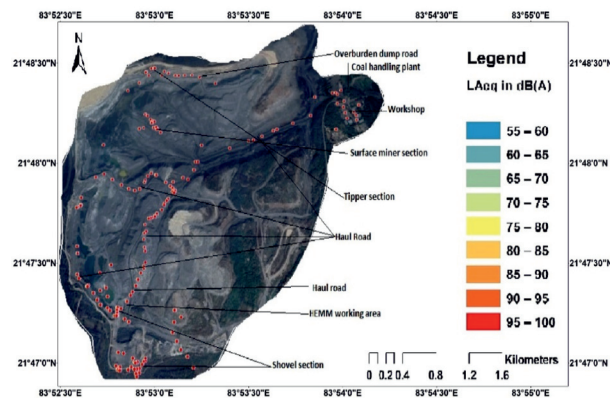 83°52'30"E 83°53'0"E 83°53'30"E 83°54'0"E 83°54'30"E 83°55'0"E
N
21°48'30"N
21°48'0"N
21°47'30"N
21°47'0"N
Overburden dump road
Coal handling plant
Workshop
Surface miner section
Tipper section
Haul Road
Haul road
HEMM working area
Shovel section
Legend
LAeq in dB(A)
55 – 60
60 – 65
65 – 70
70 – 75
75 – 80
80 – 85
85 – 90
90 – 95
95 – 100
Kilometers
0 0.2 0.4 0.8 1.2 1.6
21°48'30"N
21°48'0"N
21°47'30"N
21°47'0"N
83°52'30"E 83°53'0"E 83°53'30"E 83°54'0"E 83°54'30"E 83°55'0"E